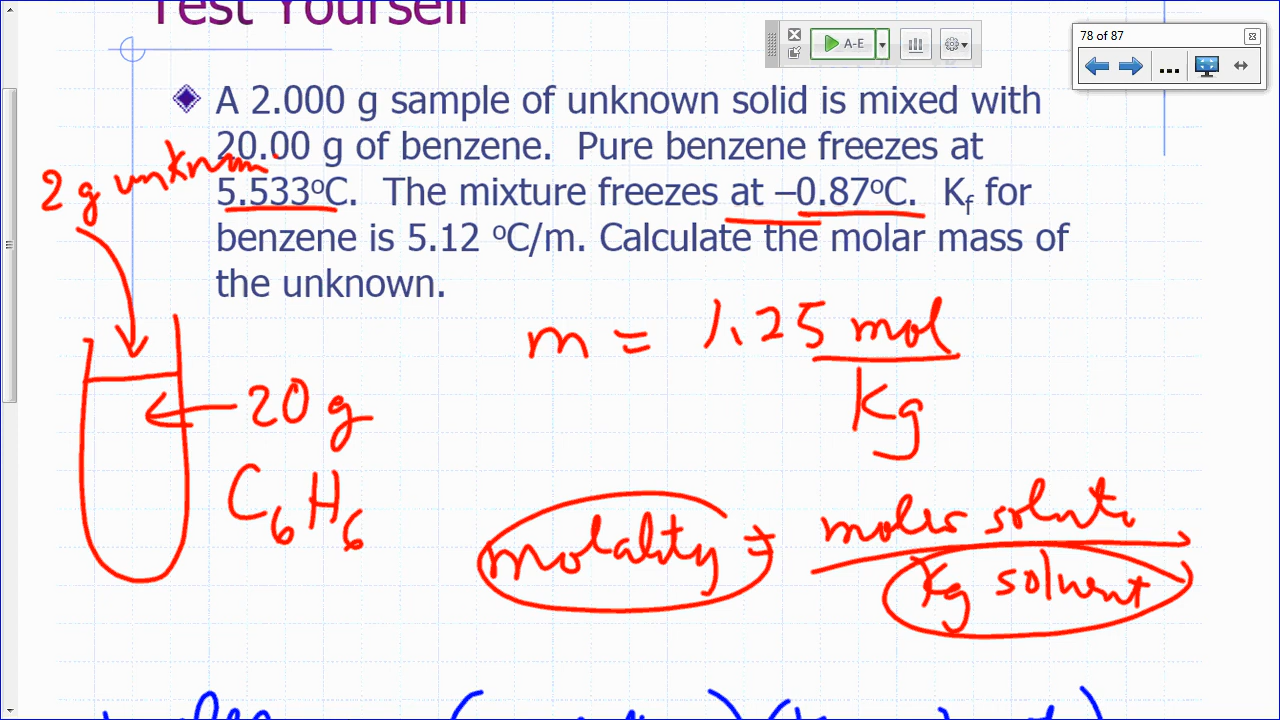 Test Yourself
A-E
78 of 87
A 2.000 g sample of unknown solid is mixed with
20.00 g of benzene. Pure benzene freezes at
5.533°C. The mixture freezes at –0.87°C. Kf for
benzene is 5.12 °C/m. Calculate the molar mass of
the unknown.
2 g unknown
m = 1.25 mol
kg
20 g
C6H6
molality = moles solute
kg solvent